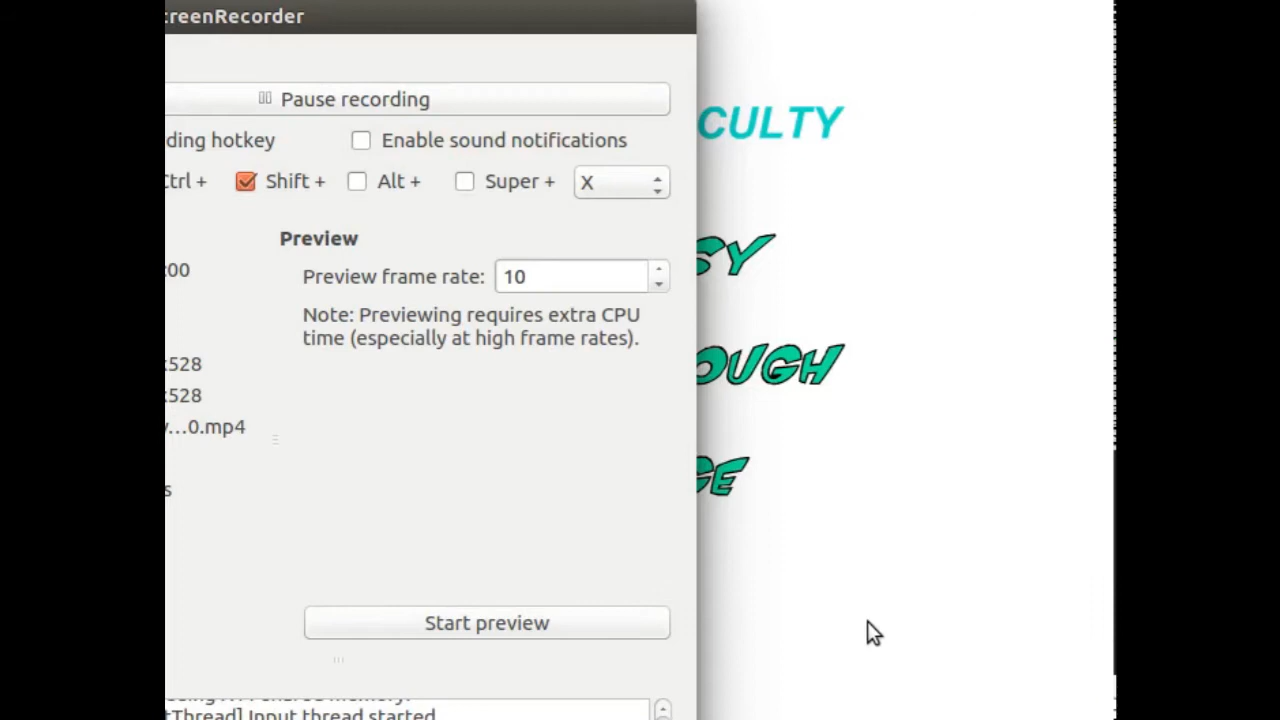 creenRecorder
Pause recording
ding hotkey Enable sound notifications
Ctrl + Shift + Alt + Super + X
Preview
:00
Preview frame rate: 10
Note: Previewing requires extra CPU
time (especially at high frame rates).
528
528
...0.mp4
s
Start preview
tThread] Input thread started
CULTY
SY
OUGH
GE